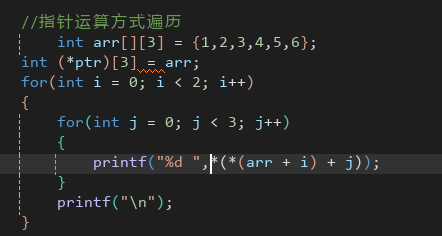 //指针运算方式遍历
    int arr[][3] = {1,2,3,4,5,6};
int (*ptr)[3] = arr;
for(int i = 0; i < 2; i++)
{
    for(int j = 0; j < 3; j++)
    {
        printf("%d ",*(*(arr + i) + j));
    }
    printf("\n");
}